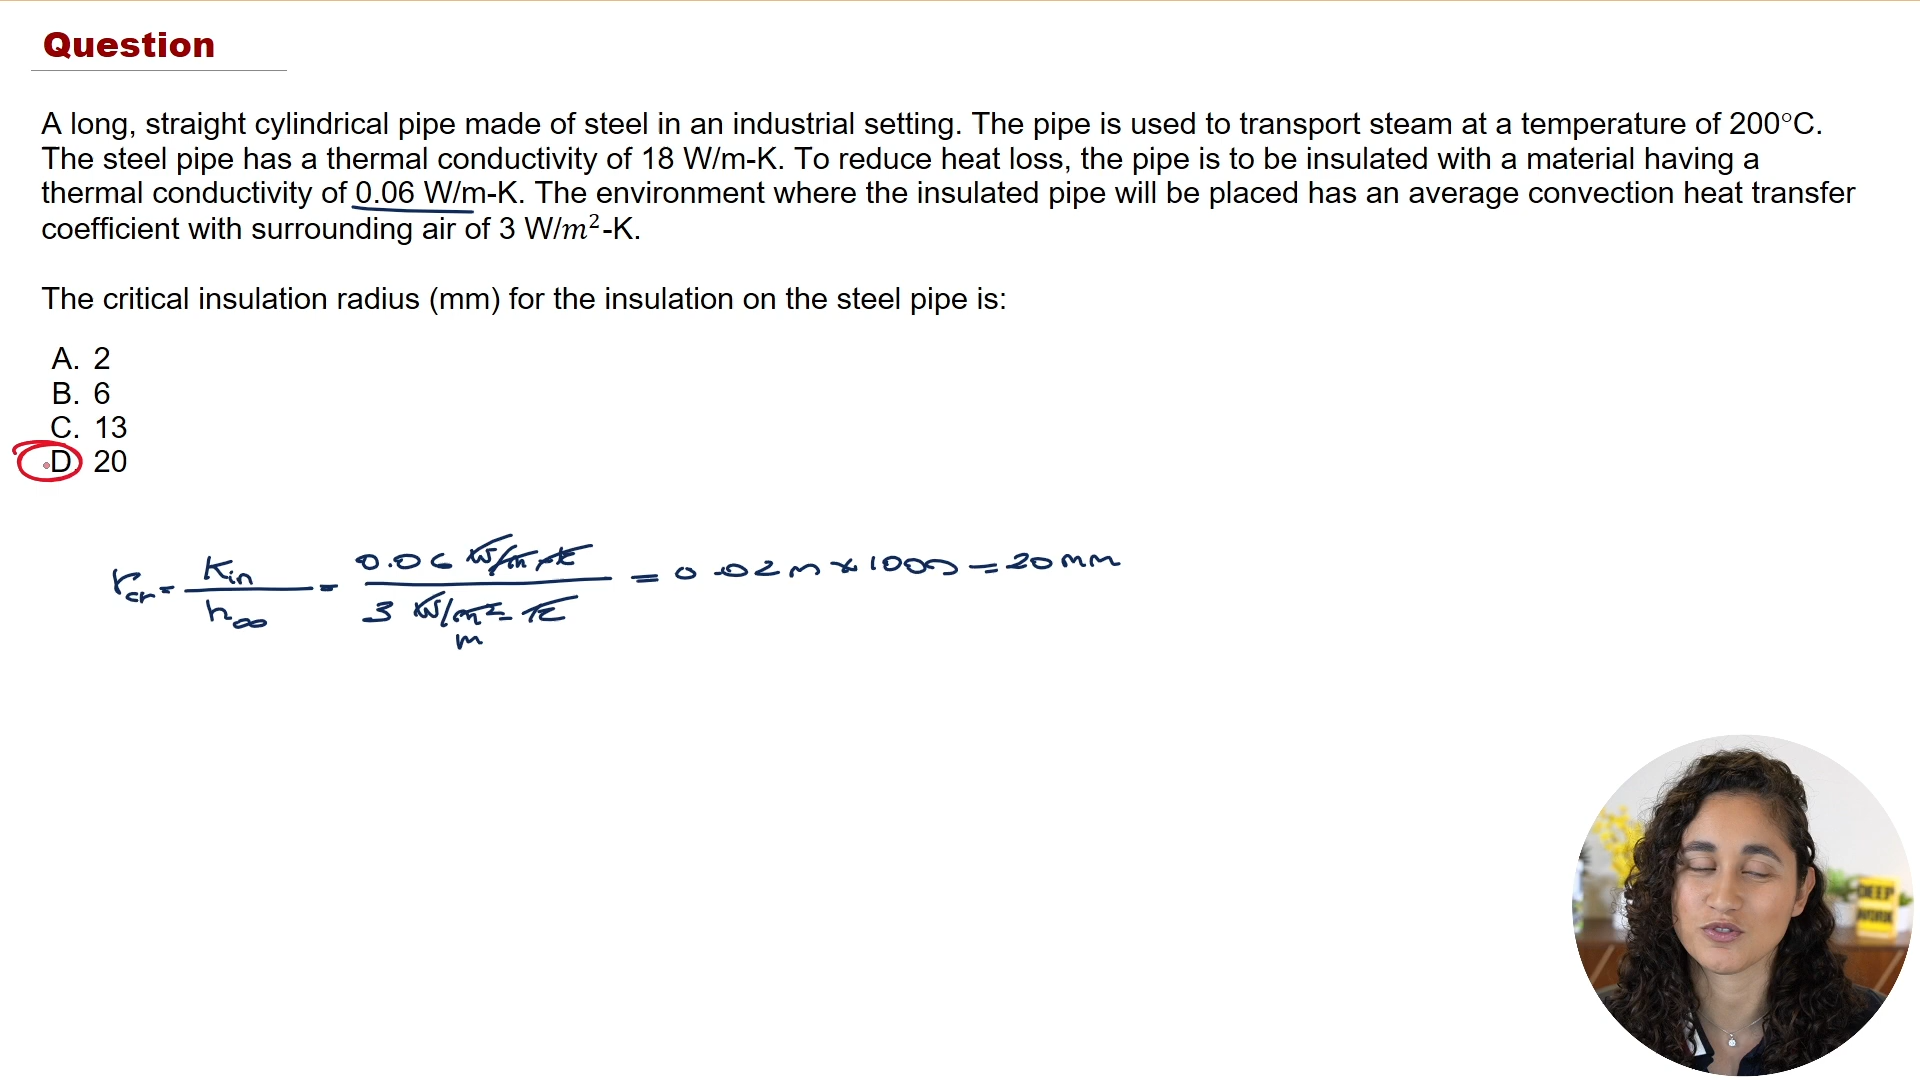 Question
A long, straight cylindrical pipe made of steel in an industrial setting. The pipe is used to transport steam at a temperature of 200°C.
The steel pipe has a thermal conductivity of 18 W/m-K. To reduce heat loss, the pipe is to be insulated with a material having a
thermal conductivity of 0.06 W/m-K. The environment where the insulated pipe will be placed has an average convection heat transfer
coefficient with surrounding air of 3 W/m²-K.
The critical insulation radius (mm) for the insulation on the steel pipe is:
A. 2
B. 6
C. 13
D. 20
r_cr = K_in / h_∞ = 0.06 W/m-K / 3 W/m²-K = 0.02 m × 1000 = 20 mm
m
DEEP
WORK